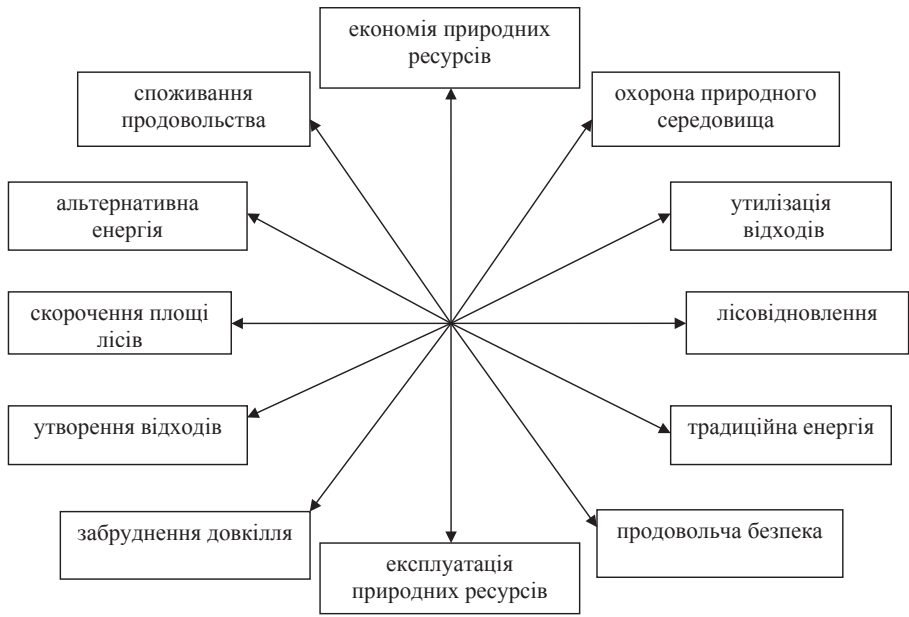 економія природних
ресурсів
споживання
продовольства
охорона природного
середовища
альтернативна
енергія
утилізація
відходів
скорочення площі
лісів
лісовідновлення
утворення відходів
традиційна енергія
забруднення довкілля
продовольча безпека
експлуатація
природних ресурсів